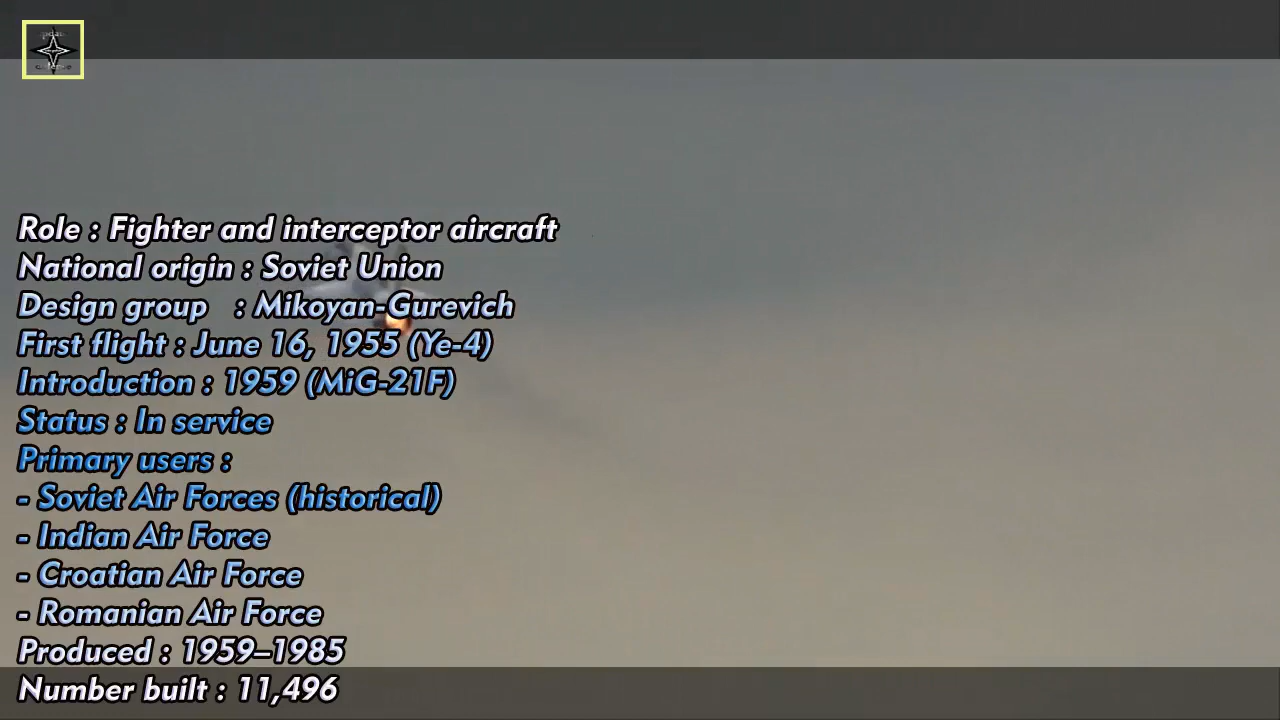 Role : Fighter and interceptor aircraft
National origin : Soviet Union
Design group : Mikoyan-Gurevich
First flight : June 16, 1955 (Ye-4)
Introduction : 1959 (MiG-21F)
Status : In service
Primary users :
- Soviet Air Forces (historical)
- Indian Air Force
- Croatian Air Force
- Romanian Air Force
Produced : 1959–1985
Number built : 11,496